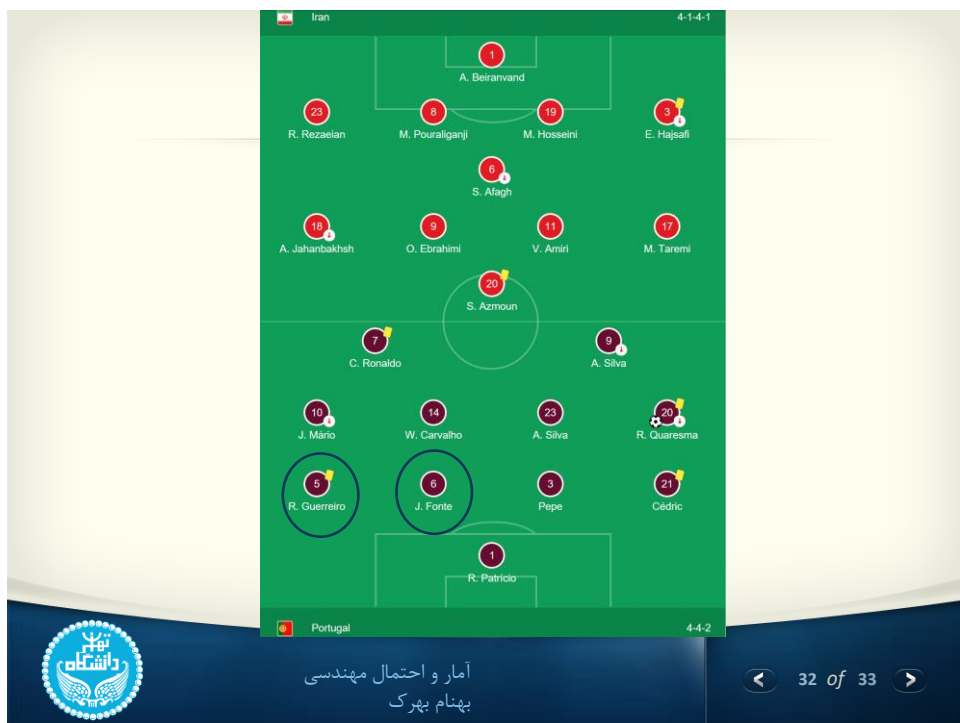 Iran 4-1-4-1
1
A. Beiranvand
23 8 19 3
R. Rezaeian M. Pouraliganji M. Hosseini E. Hajsafi
6
S. Afagh
18 9 11 17
A. Jahanbakhsh O. Ebrahimi V. Amiri M. Taremi
20
S. Azmoun
7 9
C. Ronaldo A. Silva
10 14 23 20
J. Mário W. Carvalho A. Silva R. Quaresma
5 6 3 21
R. Guerreiro J. Fonte Pepe Cédric
1
R. Patrício
Portugal 4-4-2
دانشگاه تهران
آمار و احتمال مهندسی
بهنام بهرک
32 of 33